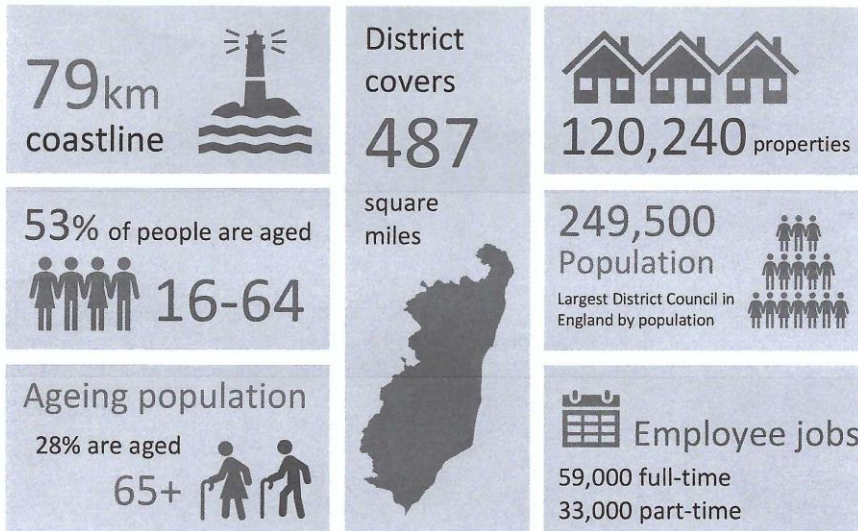 79km
coastline
53% of people are aged
16-64
Ageing population
28% are aged
65+
District
covers
487
square
miles
120,240 properties
249,500
Population
Largest District Council in
England by population
Employee jobs
59,000 full-time
33,000 part-time